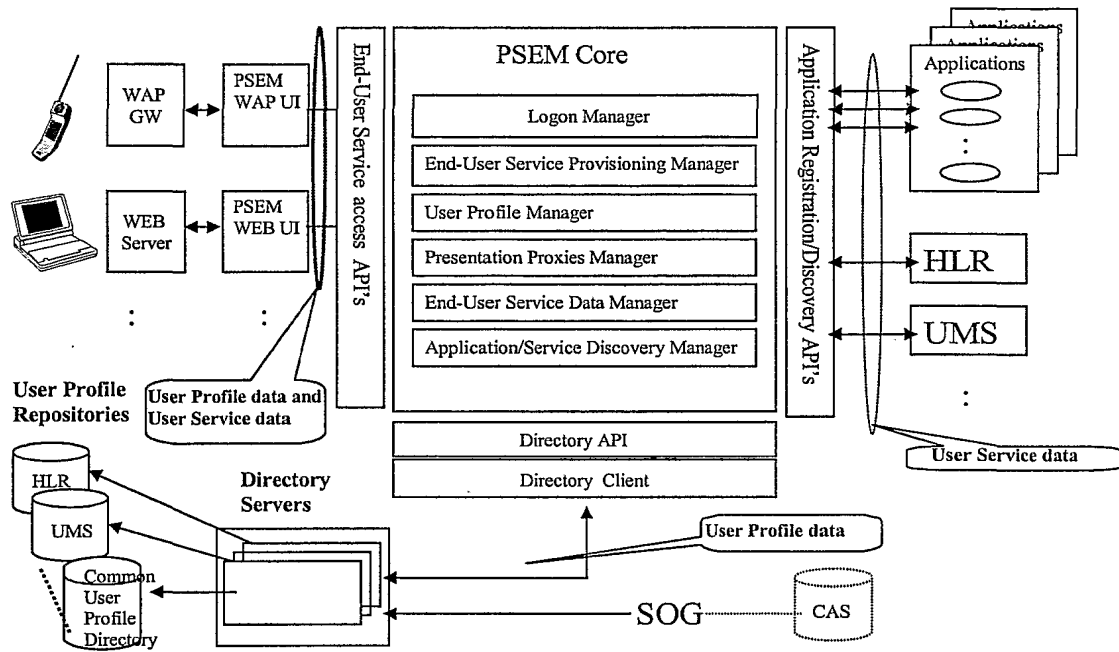 WAP
GW
PSEM
WAP UI
WEB
Server
PSEM
WEB UI
End-User Service access API's
PSEM Core
Logon Manager
End-User Service Provisioning Manager
User Profile Manager
Presentation Proxies Manager
End-User Service Data Manager
Application/Service Discovery Manager
Application Registration/Discovery API's
Applications
Applications
Applications
HLR
UMS
User Profile data and
User Service data
User Service data
Directory API
Directory Client
User Profile
Repositories
HLR
UMS
Common
User
Profile
Directory
Directory
Servers
User Profile data
SOG
CAS